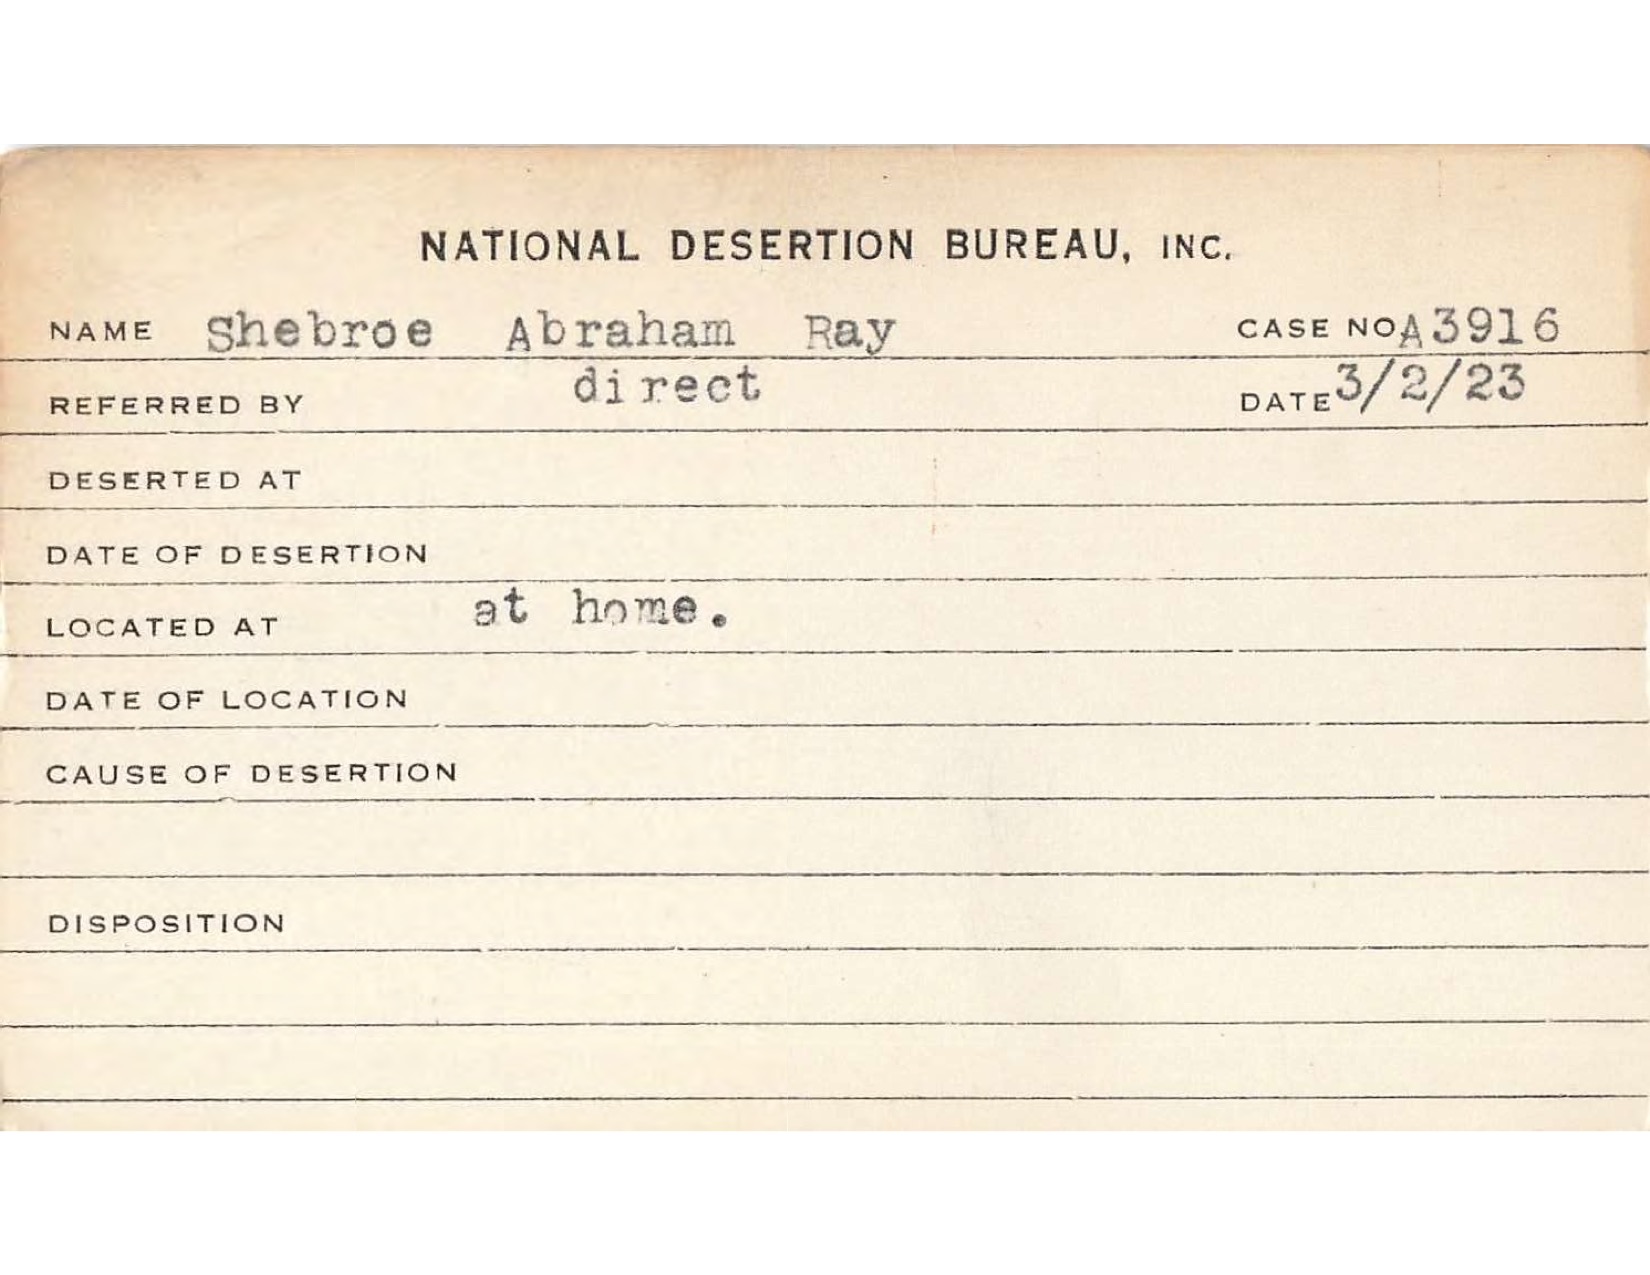 NATIONAL DESERTION BUREAU, INC.
NAME Shebroe Abraham Ray CASE NO. A3916
REFERRED BY direct DATE 3/2/23
DESERTED AT
DATE OF DESERTION
LOCATED AT at home.
DATE OF LOCATION
CAUSE OF DESERTION
DISPOSITION